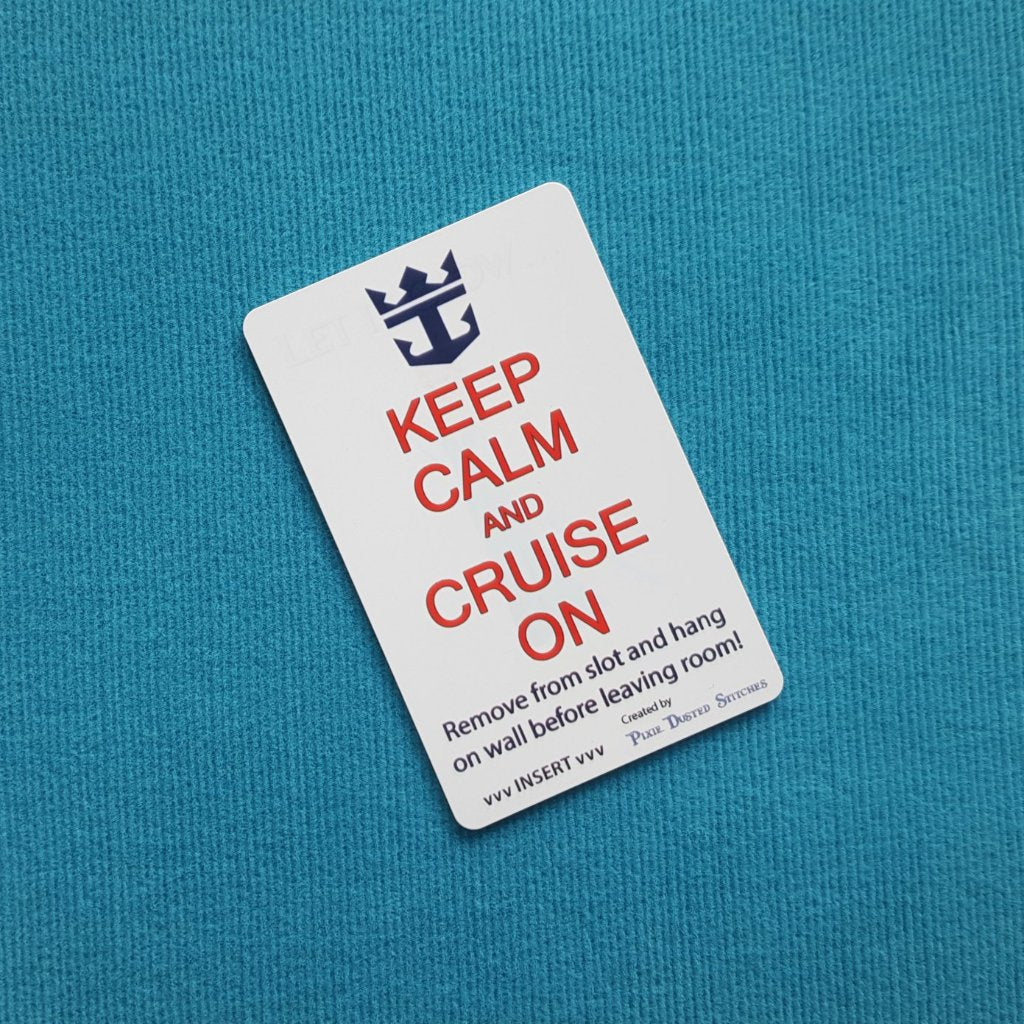 KEEP
CALM
AND
CRUISE
ON
Remove from slot and hang
on wall before leaving room!
Created by
PIXIE DUSTED STITCHES
vvv INSERT vvv